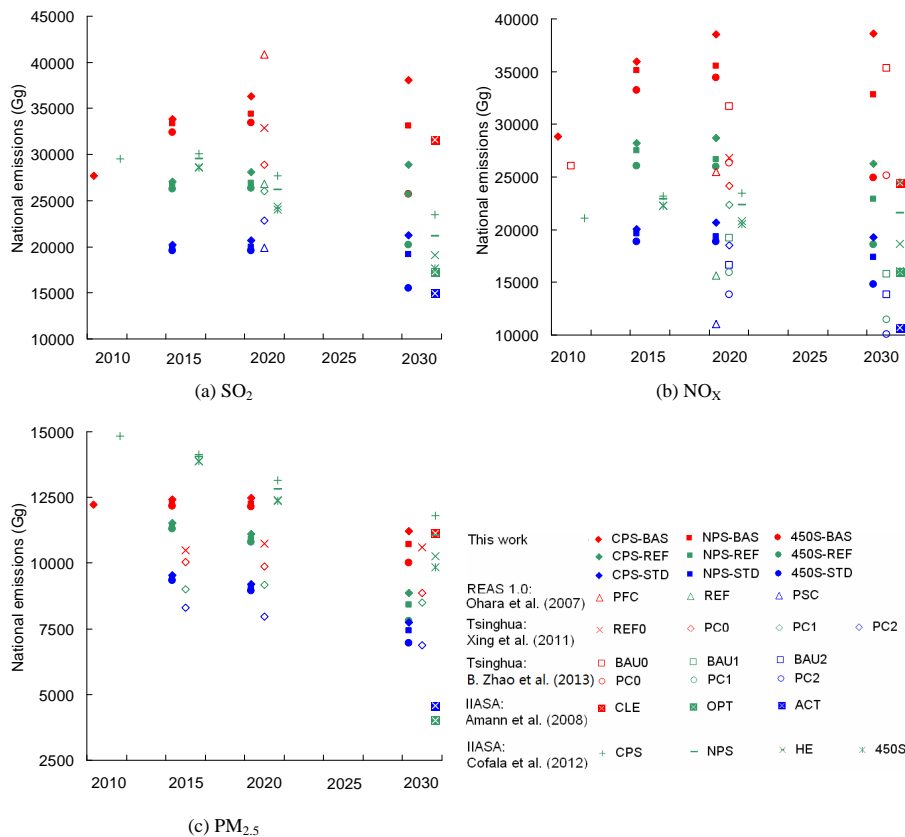 45000
40000
35000
30000
25000
20000
15000
10000
National emissions (Gg)
2010 2015 2020 2025 2030
(a) SO2
40000
35000
30000
25000
20000
15000
10000
National emissions (Gg)
2010 2015 2020 2025 2030
(b) NOX
15000
12500
10000
7500
5000
2500
National emissions (Gg)
2010 2015 2020 2025 2030
(c) PM2.5
This work CPS-BAS NPS-BAS 450S-BAS
CPS-REF NPS-REF 450S-REF
CPS-STD NPS-STD 450S-STD
REAS 1.0:
Ohara et al. (2007) PFC REF PSC
Tsinghua:
Xing et al. (2011) REF0 PC0 PC1 PC2
Tsinghua: BAU0 BAU1 BAU2
B. Zhao et al. (2013) PC0 PC1 PC2
IIASA: CLE OPT ACT
Amann et al. (2008)
IIASA: CPS NPS HE 450S
Cofala et al. (2012)